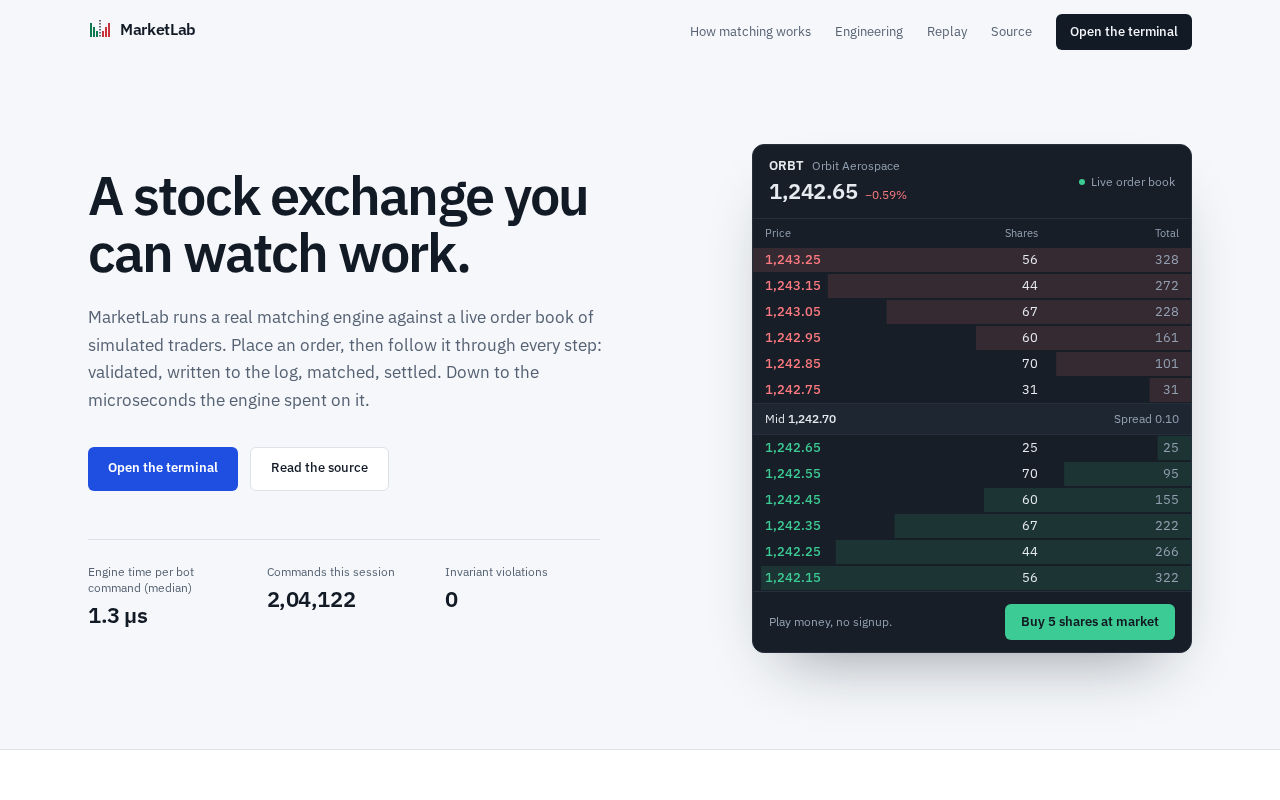 MarketLab
How matching works Engineering Replay Source Open the terminal
A stock exchange you
can watch work.
MarketLab runs a real matching engine against a live order book of
simulated traders. Place an order, then follow it through every step:
validated, written to the log, matched, settled. Down to the
microseconds the engine spent on it.
Open the terminal Read the source
Engine time per bot
command (median)
1.3 µs
Commands this session
2,04,122
Invariant violations
0
ORBT Orbit Aerospace
1,242.65 −0.59%
Live order book
Price Shares Total
1,243.25 56 328
1,243.15 44 272
1,243.05 67 228
1,242.95 60 161
1,242.85 70 101
1,242.75 31 31
Mid 1,242.70 Spread 0.10
1,242.65 25 25
1,242.55 70 95
1,242.45 60 155
1,242.35 67 222
1,242.25 44 266
1,242.15 56 322
Play money, no signup. Buy 5 shares at market